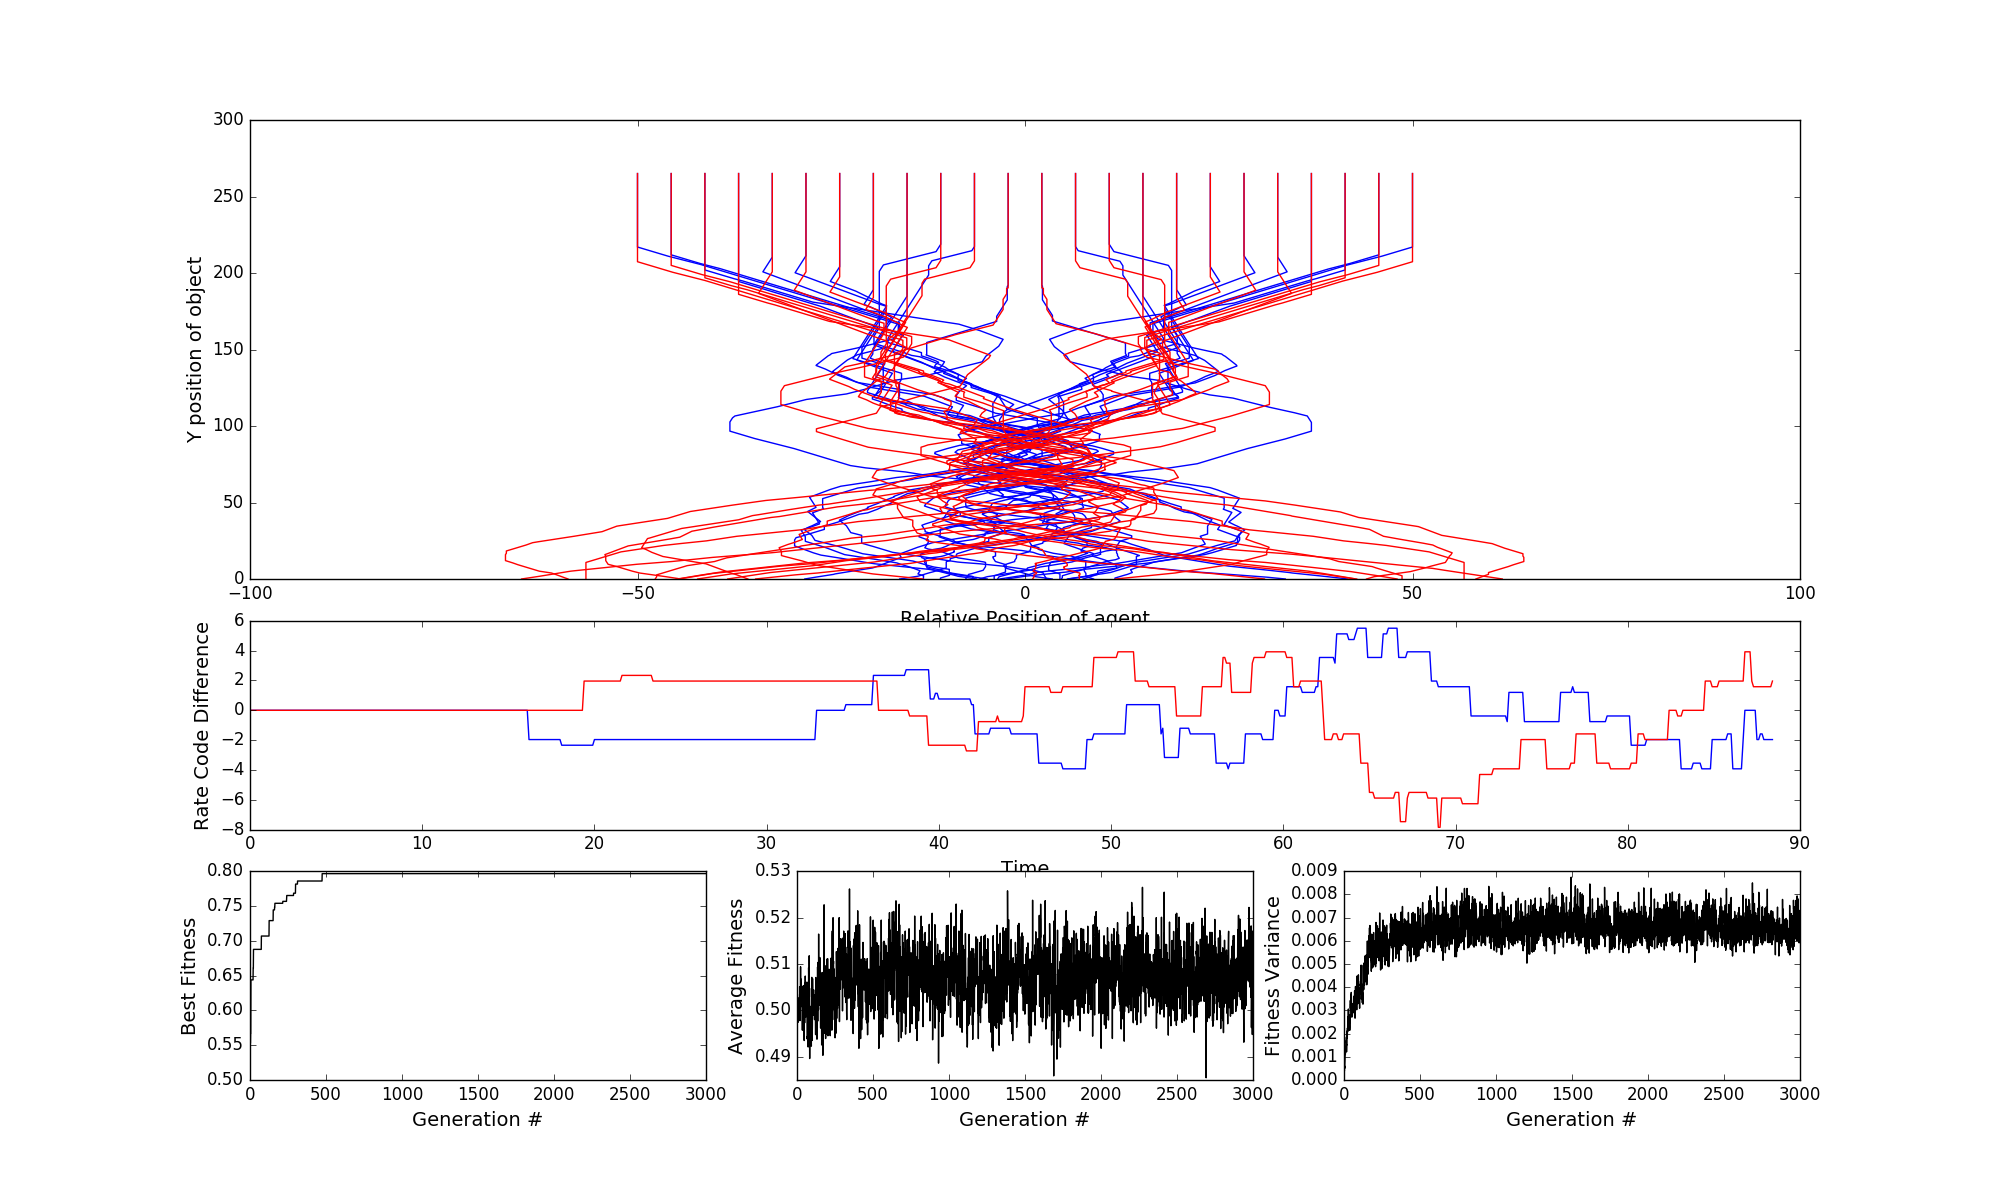 300
250
200
150
100
50
0
Y position of object
−100 −50 0 50 100
Relative Position of agent
6
4
2
0
−2
−4
−6
−8
Rate Code Difference
0 10 20 30 40 50 60 70 80 90
Time
0.80
0.75
0.70
0.65
0.60
0.55
0.50
Best Fitness
0 500 1000 1500 2000 2500 3000
Generation #
0.53
0.52
0.51
0.50
0.49
Average Fitness
0 500 1000 1500 2000 2500 3000
Generation #
0.009
0.008
0.007
0.006
0.005
0.004
0.003
0.002
0.001
0.000
Fitness Variance
0 500 1000 1500 2000 2500 3000
Generation #